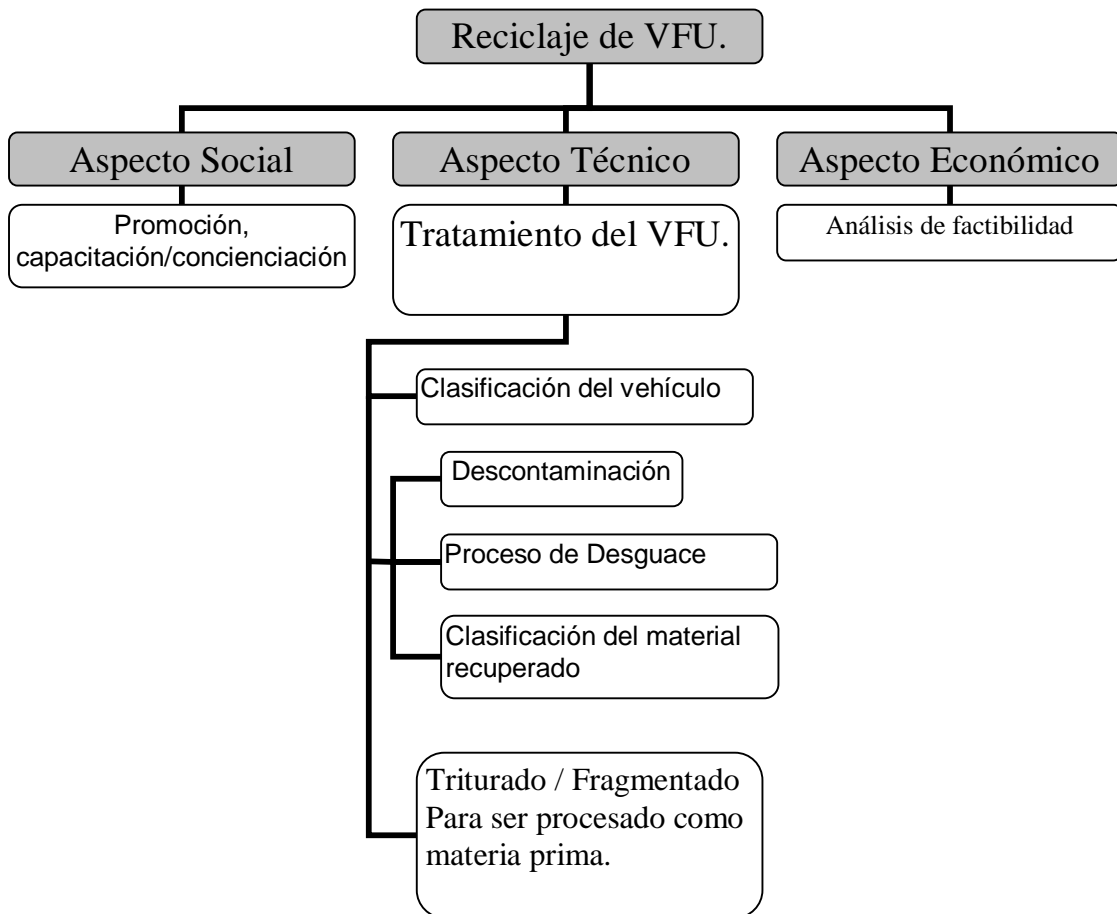 Reciclaje de VFU.
Aspecto Social
Aspecto Técnico
Aspecto Económico
Promoción,
capacitación/concienciación
Tratamiento del VFU.
Análisis de factibilidad
Clasificación del vehículo
Descontaminación
Proceso de Desguace
Clasificación del material
recuperado
Triturado / Fragmentado
Para ser procesado como
materia prima.